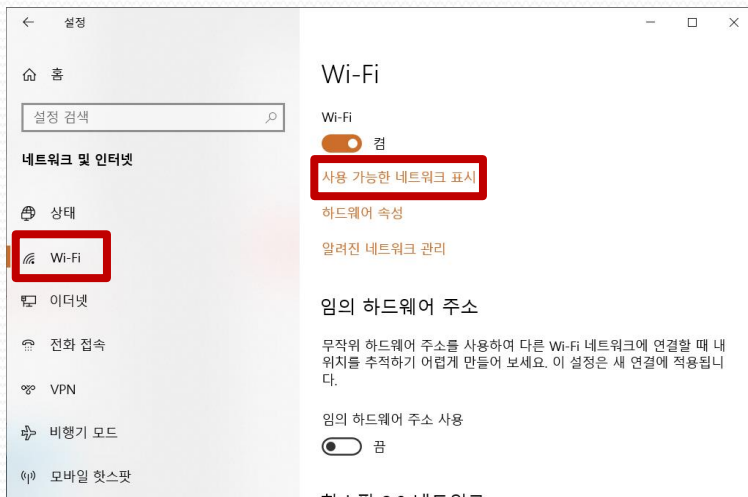 설정
홈
설정 검색
네트워크 및 인터넷
상태
Wi-Fi
이더넷
전화 접속
VPN
비행기 모드
모바일 핫스팟
Wi-Fi
Wi-Fi
켬
사용 가능한 네트워크 표시
하드웨어 속성
알려진 네트워크 관리
임의 하드웨어 주소
무작위 하드웨어 주소를 사용하여 다른 Wi-Fi 네트워크에 연결할 때 내
위치를 추적하기 어렵게 만들어 보세요. 이 설정은 새 연결에 적용됩니
다.
임의 하드웨어 주소 사용
끔